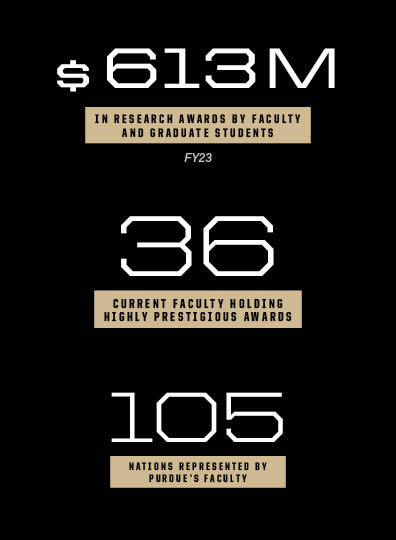 $613M
IN RESEARCH AWARDS BY FACULTY
AND GRADUATE STUDENTS
FY23
36
CURRENT FACULTY HOLDING
HIGHLY PRESTIGIOUS AWARDS
105
NATIONS REPRESENTED BY
PURDUE'S FACULTY